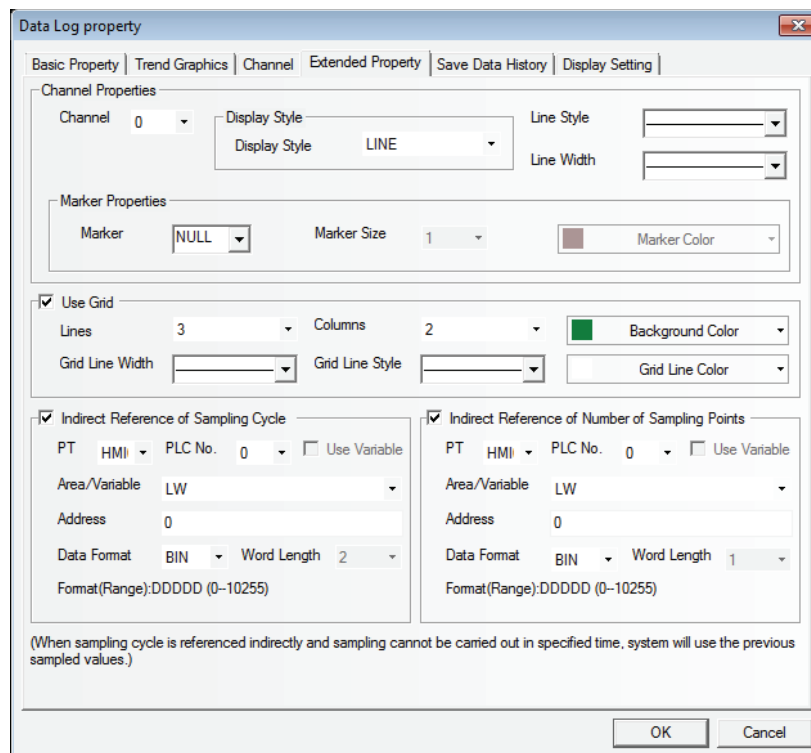 Data Log property
Basic Property Trend Graphics Channel Extended Property Save Data History Display Setting
Channel Properties
Channel 0 Display Style Line Style
Display Style LINE
Line Width
Marker Properties
Marker NULL Marker Size 1 Marker Color
Use Grid
Lines 3 Columns 2 Background Color
Grid Line Width Grid Line Style Grid Line Color
Indirect Reference of Sampling Cycle Indirect Reference of Number of Sampling Points
PT HMI PLC No. 0 Use Variable PT HMI PLC No. 0 Use Variable
Area/Variable LW Area/Variable LW
Address 0 Address 0
Data Format BIN Word Length 2 Data Format BIN Word Length 1
Format(Range):DDDDD (0--10255) Format(Range):DDDDD (0--10255)
(When sampling cycle is referenced indirectly and sampling cannot be carried out in specified time, system will use the previous
sampled values.)
OK Cancel